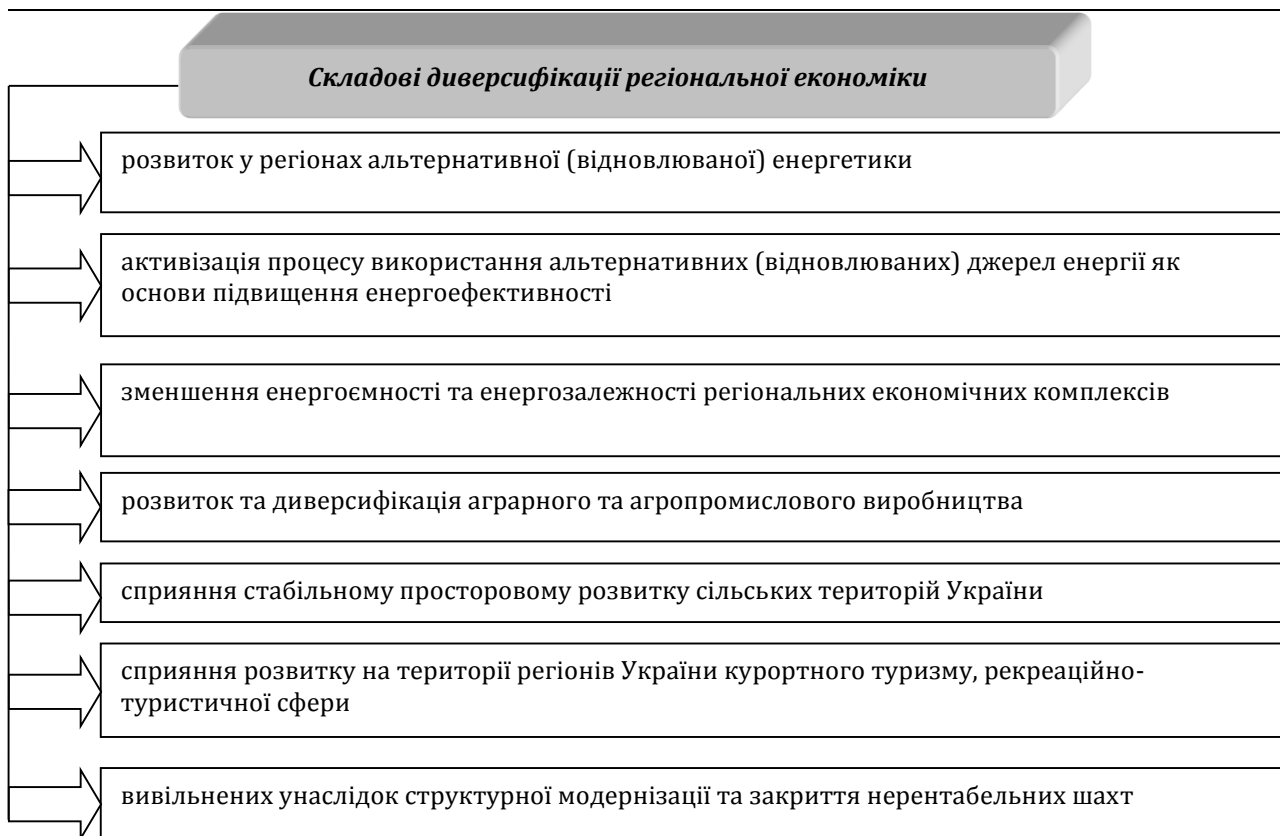 Складові диверсифікації регіональної економіки
розвиток у регіонах альтернативної (відновлюваної) енергетики
активізація процесу використання альтернативних (відновлюваних) джерел енергії як
основи підвищення енергоефективності
зменшення енергоємності та енергозалежності регіональних економічних комплексів
розвиток та диверсифікація аграрного та агропромислового виробництва
сприяння стабільному просторовому розвитку сільських територій України
сприяння розвитку на території регіонів України курортного туризму, рекреаційно-
туристичної сфери
вивільнених унаслідок структурної модернізації та закриття нерентабельних шахт